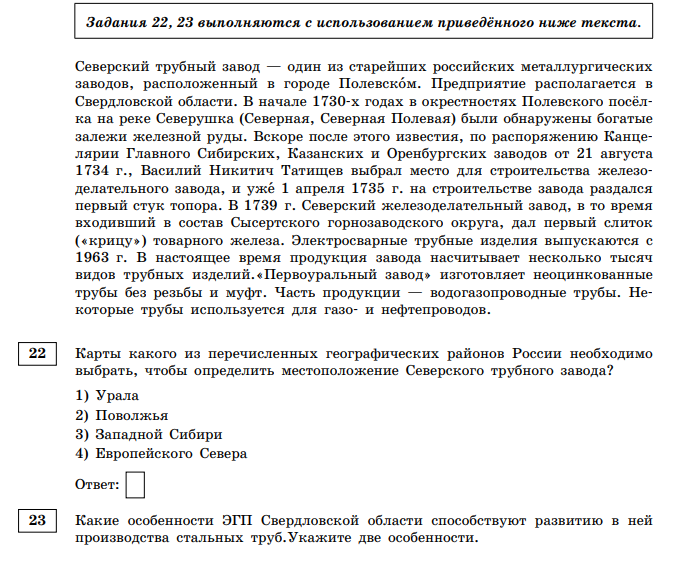 Задания 22, 23 выполняются с использованием приведённого ниже текста.
Северский трубный завод — один из старейших российских металлургических
заводов, расположенный в городе Полевско́м. Предприятие располагается в
Свердловской области. В начале 1730-х годах в окрестностях Полевского посёл-
ка на реке Северушка (Северная, Северная Полевая) были обнаружены богатые
залежи железной руды. Вскоре после этого известия, по распоряжению Канце-
лярии Главного Сибирских, Казанских и Оренбургских заводов от 21 августа
1734 г., Василий Никитич Татищев выбрал место для строительства железо-
делательного завода, и уже́ 1 апреля 1735 г. на строительстве завода раздался
первый стук топора. В 1739 г. Северский железоделательный завод, в то время
входивший в состав Сысертского горнозаводского округа, дал первый слиток
(«крицу») товарного железа. Электросварные трубные изделия выпускаются с
1963 г. В настоящее время продукция завода насчитывает несколько тысяч
видов трубных изделий.«Первоуральный завод» изготовляет неоцинкованные
трубы без резьбы и муфт. Часть продукции — водогазопроводные трубы. Не-
которые трубы используется для газо- и нефтепроводов.
22 Карты какого из перечисленных географических районов России необходимо
выбрать, чтобы определить местоположение Северского трубного завода?
1) Урала
2) Поволжья
3) Западной Сибири
4) Европейского Севера
Ответ:
23 Какие особенности ЭГП Свердловской области способствуют развитию в ней
производства стальных труб.Укажите две особенности.